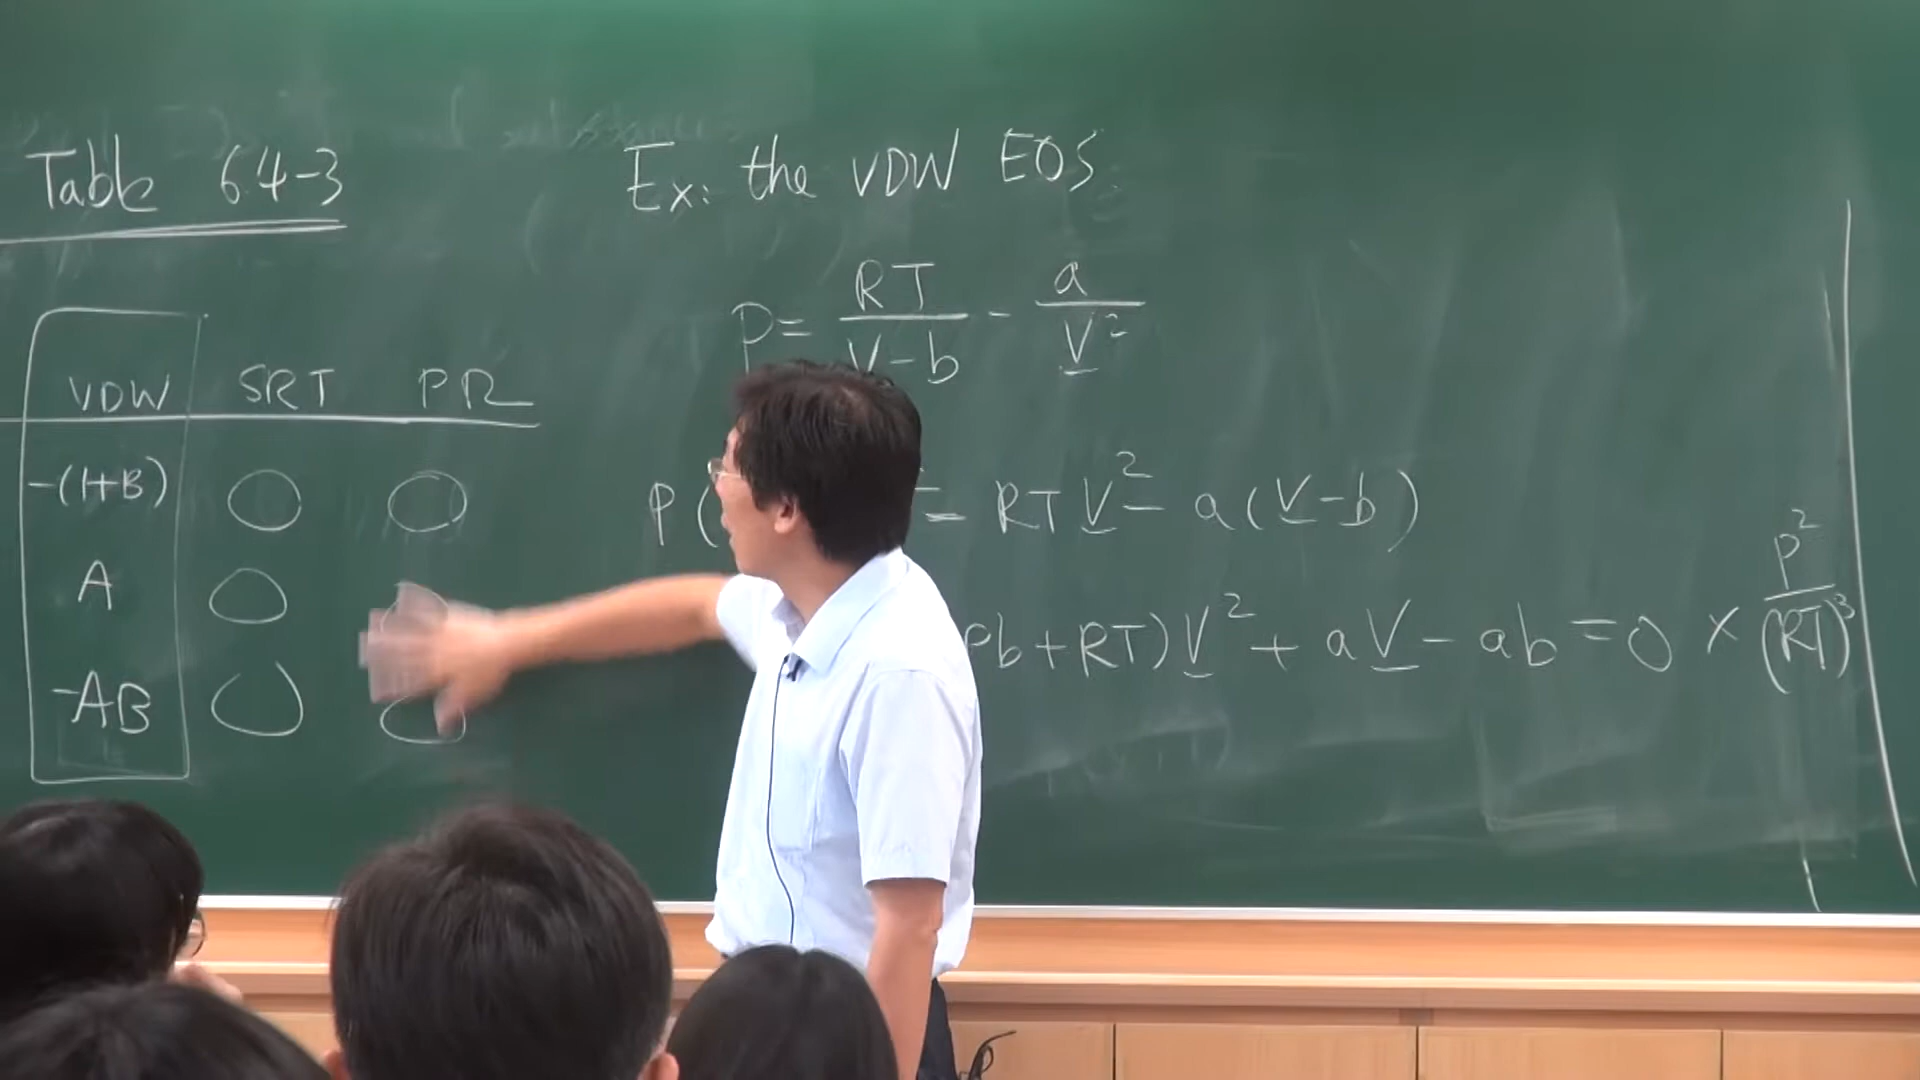 Table 6.4-3
VDW SRT PR
-(1+B)
A
-AB
Ex: the VDW EOS
P = RT/(V-b) - a/V²
P( = RTV² - a(V-b)
Pb+RT)V² + aV - ab = 0 × P²/(RT)³